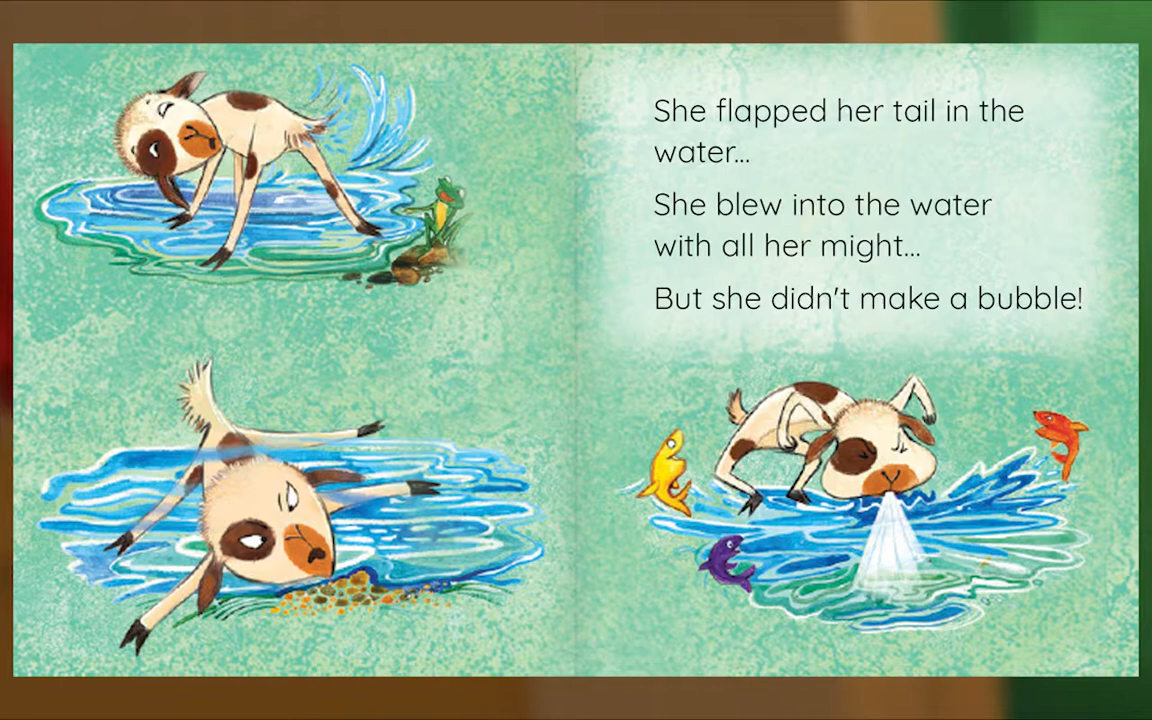 She flapped her tail in the
water...
She blew into the water
with all her might...
But she didn't make a bubble!